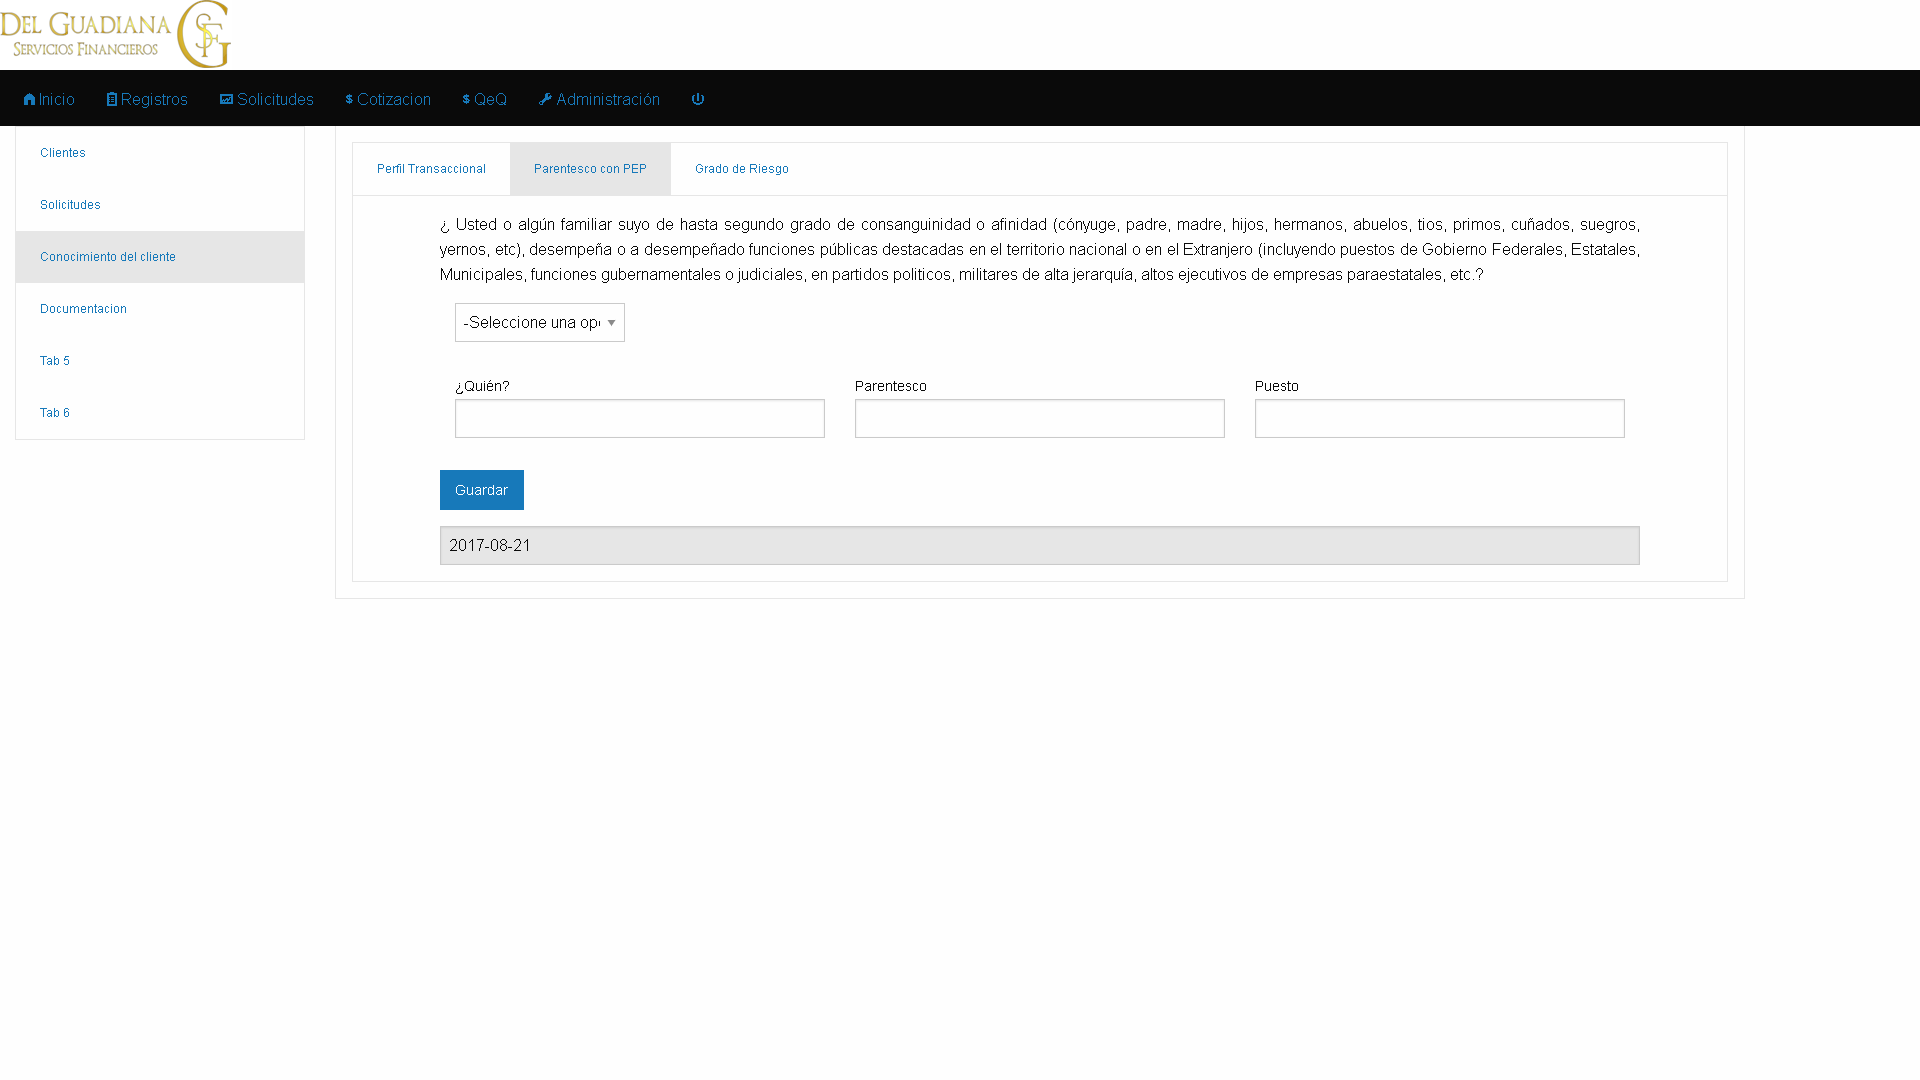 DEL GUADIANA
SERVICIOS FINANCIEROS
Inicio
Registros
Solicitudes
$ Cotizacion
$ QeQ
Administración
Clientes
Solicitudes
Conocimiento del cliente
Documentacion
Tab 5
Tab 6
Perfil Transaccional
Parentesco con PEP
Grado de Riesgo
¿ Usted o algún familiar suyo de hasta segundo grado de consanguinidad o afinidad (cónyuge, padre, madre, hijos, hermanos, abuelos, tios, primos, cuñados, suegros,
yernos, etc), desempeña o a desempeñado funciones públicas destacadas en el territorio nacional o en el Extranjero (incluyendo puestos de Gobierno Federales, Estatales,
Municipales, funciones gubernamentales o judiciales, en partidos politicos, militares de alta jerarquía, altos ejecutivos de empresas paraestatales, etc.?
-Seleccione una
¿Quién?
Parentesco
Puesto
Guardar
2017-08-21